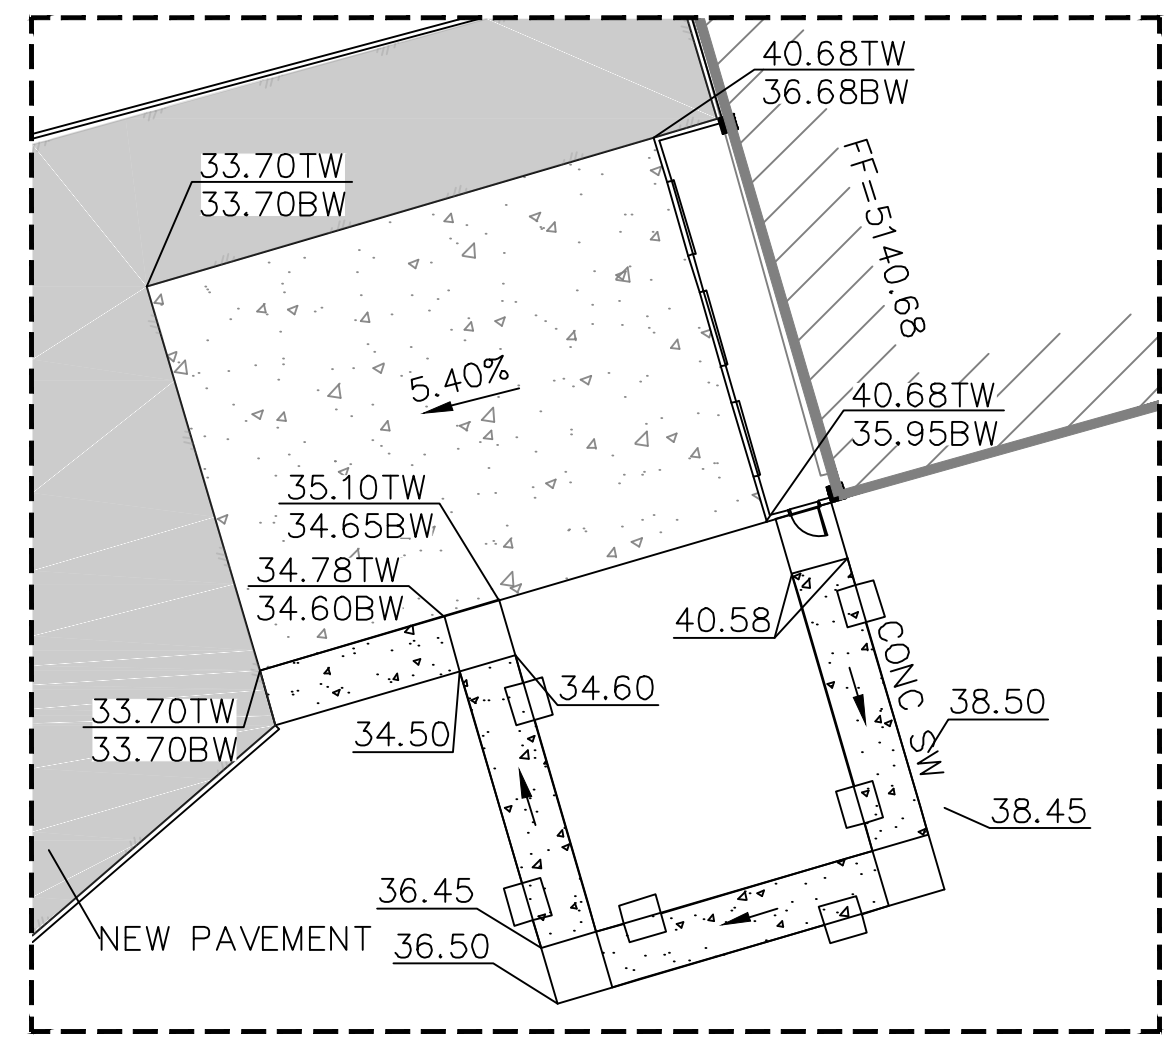 40.68TW
36.68BW
33.70TW
33.70BW
FF=5140.68
5.40%
40.68TW
35.95BW
35.10TW
34.65BW
34.78TW
34.60BW
40.58
CONC SW
34.60
38.50
33.70TW
33.70BW
34.50
38.45
36.45
NEW PAVEMENT
36.50